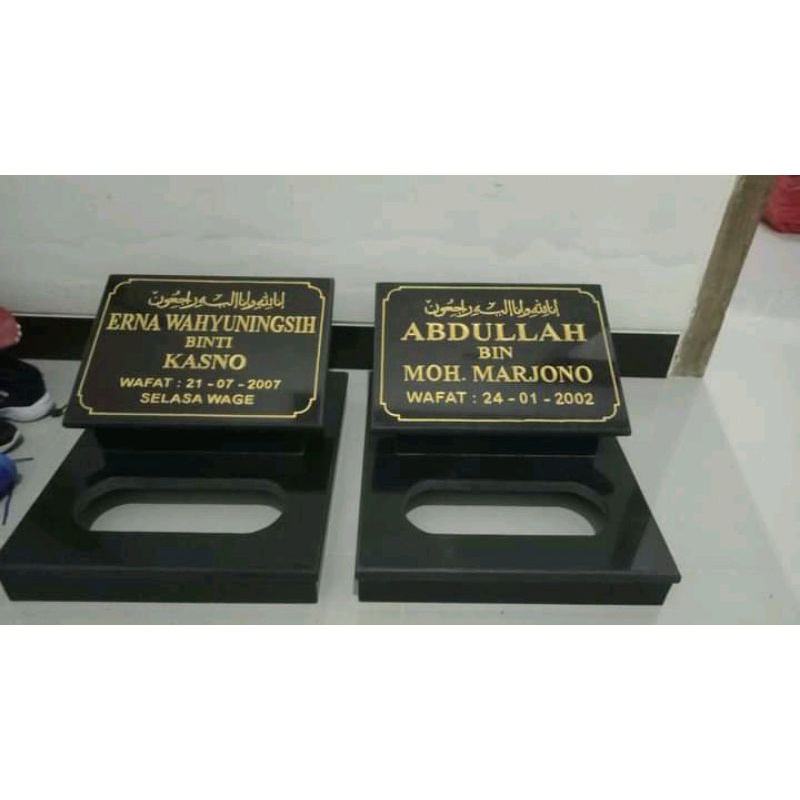 إنا لله وإنا إليه راجعون
ERNA WAHYUNINGSIH
BINTI
KASNO
WAFAT : 21 - 07 - 2007
SELASA WAGE
إنا لله وإنا إليه راجعون
ABDULLAH
BIN
MOH. MARJONO
WAFAT : 24 - 01 - 2002